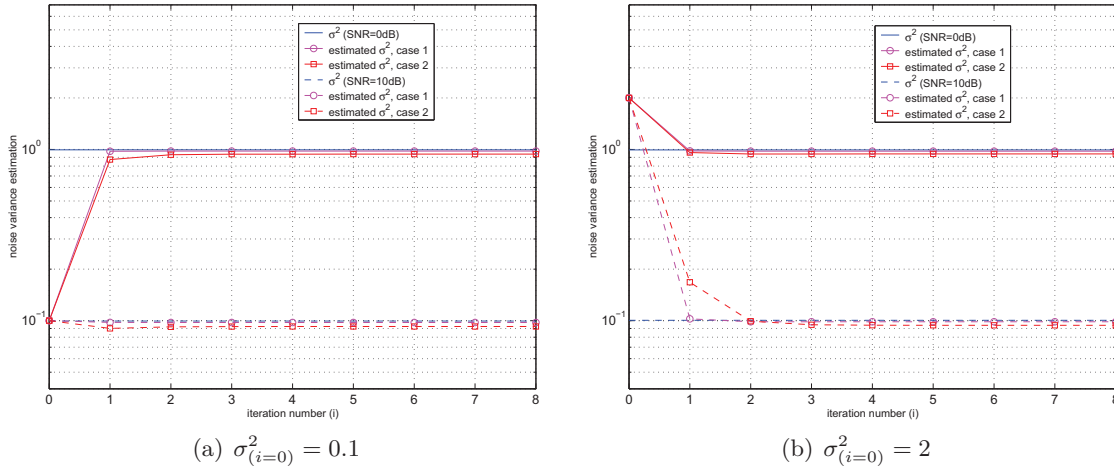 σ² (SNR=0dB)
estimated σ², case 1
estimated σ², case 2
σ² (SNR=10dB)
estimated σ², case 1
estimated σ², case 2
noise variance estimation
10⁰
10⁻¹
0 1 2 3 4 5 6 7 8
iteration number (i)
(a) σ²₍ᵢ₌₀₎ = 0.1
σ² (SNR=0dB)
estimated σ², case 1
estimated σ², case 2
σ² (SNR=10dB)
estimated σ², case 1
estimated σ², case 2
noise variance estimation
10⁰
10⁻¹
0 1 2 3 4 5 6 7 8
iteration number (i)
(b) σ²₍ᵢ₌₀₎ = 2